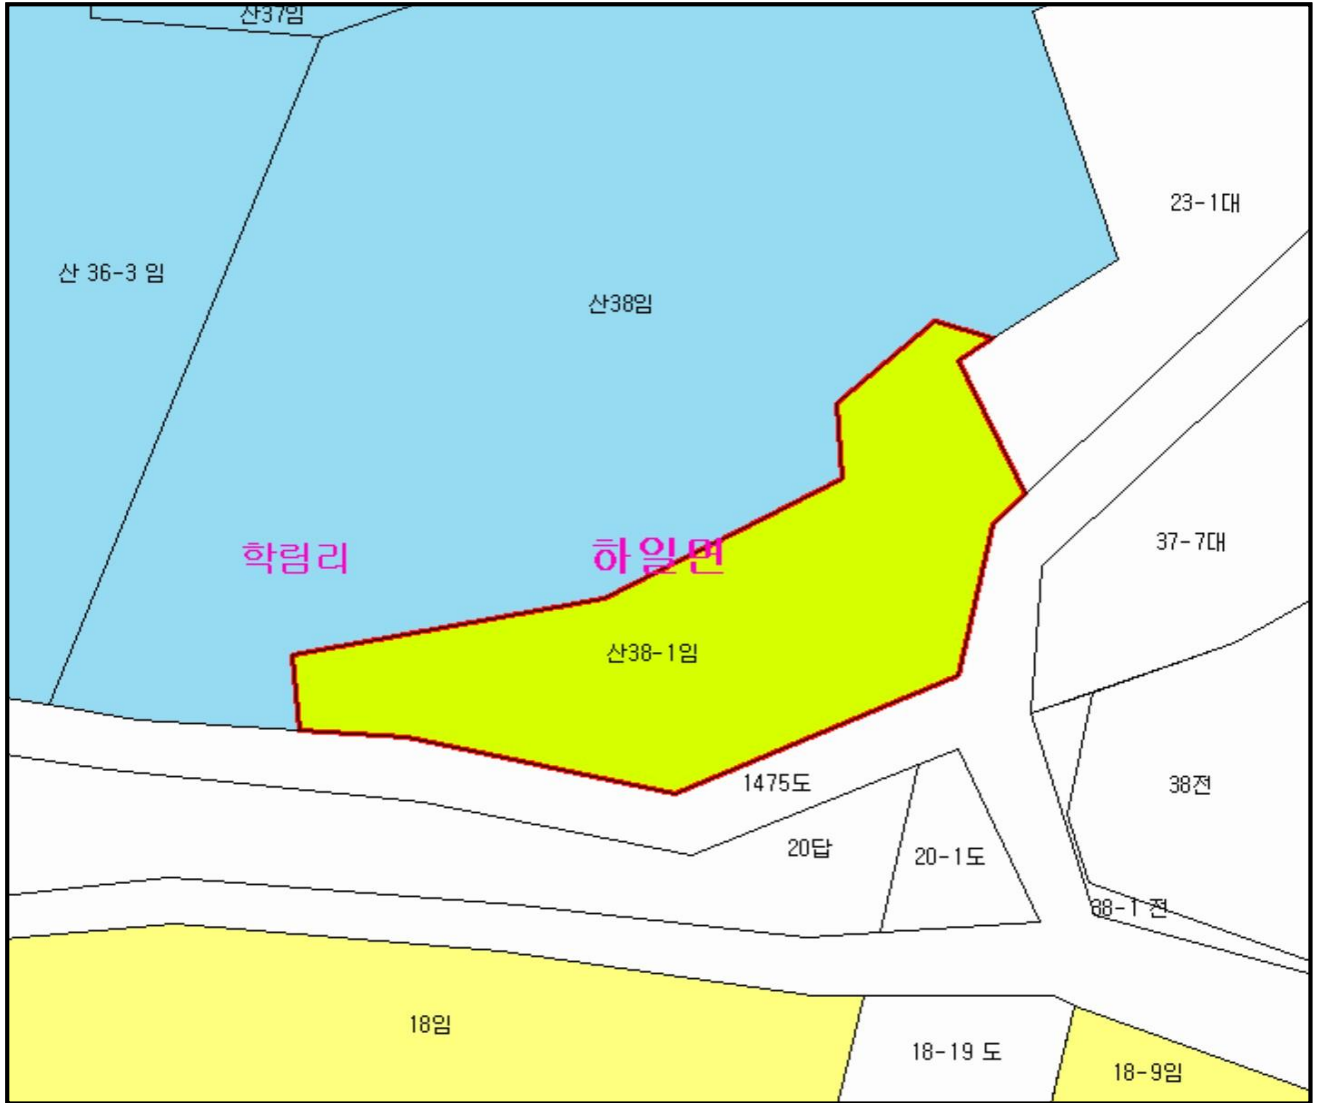 산37임
23-1대
산 36-3 임
산38임
37-7대
학림리
하일면
산38-1임
1475도
38전
20답
20-1도
38-1 전
18임
18-19 도
18-9임